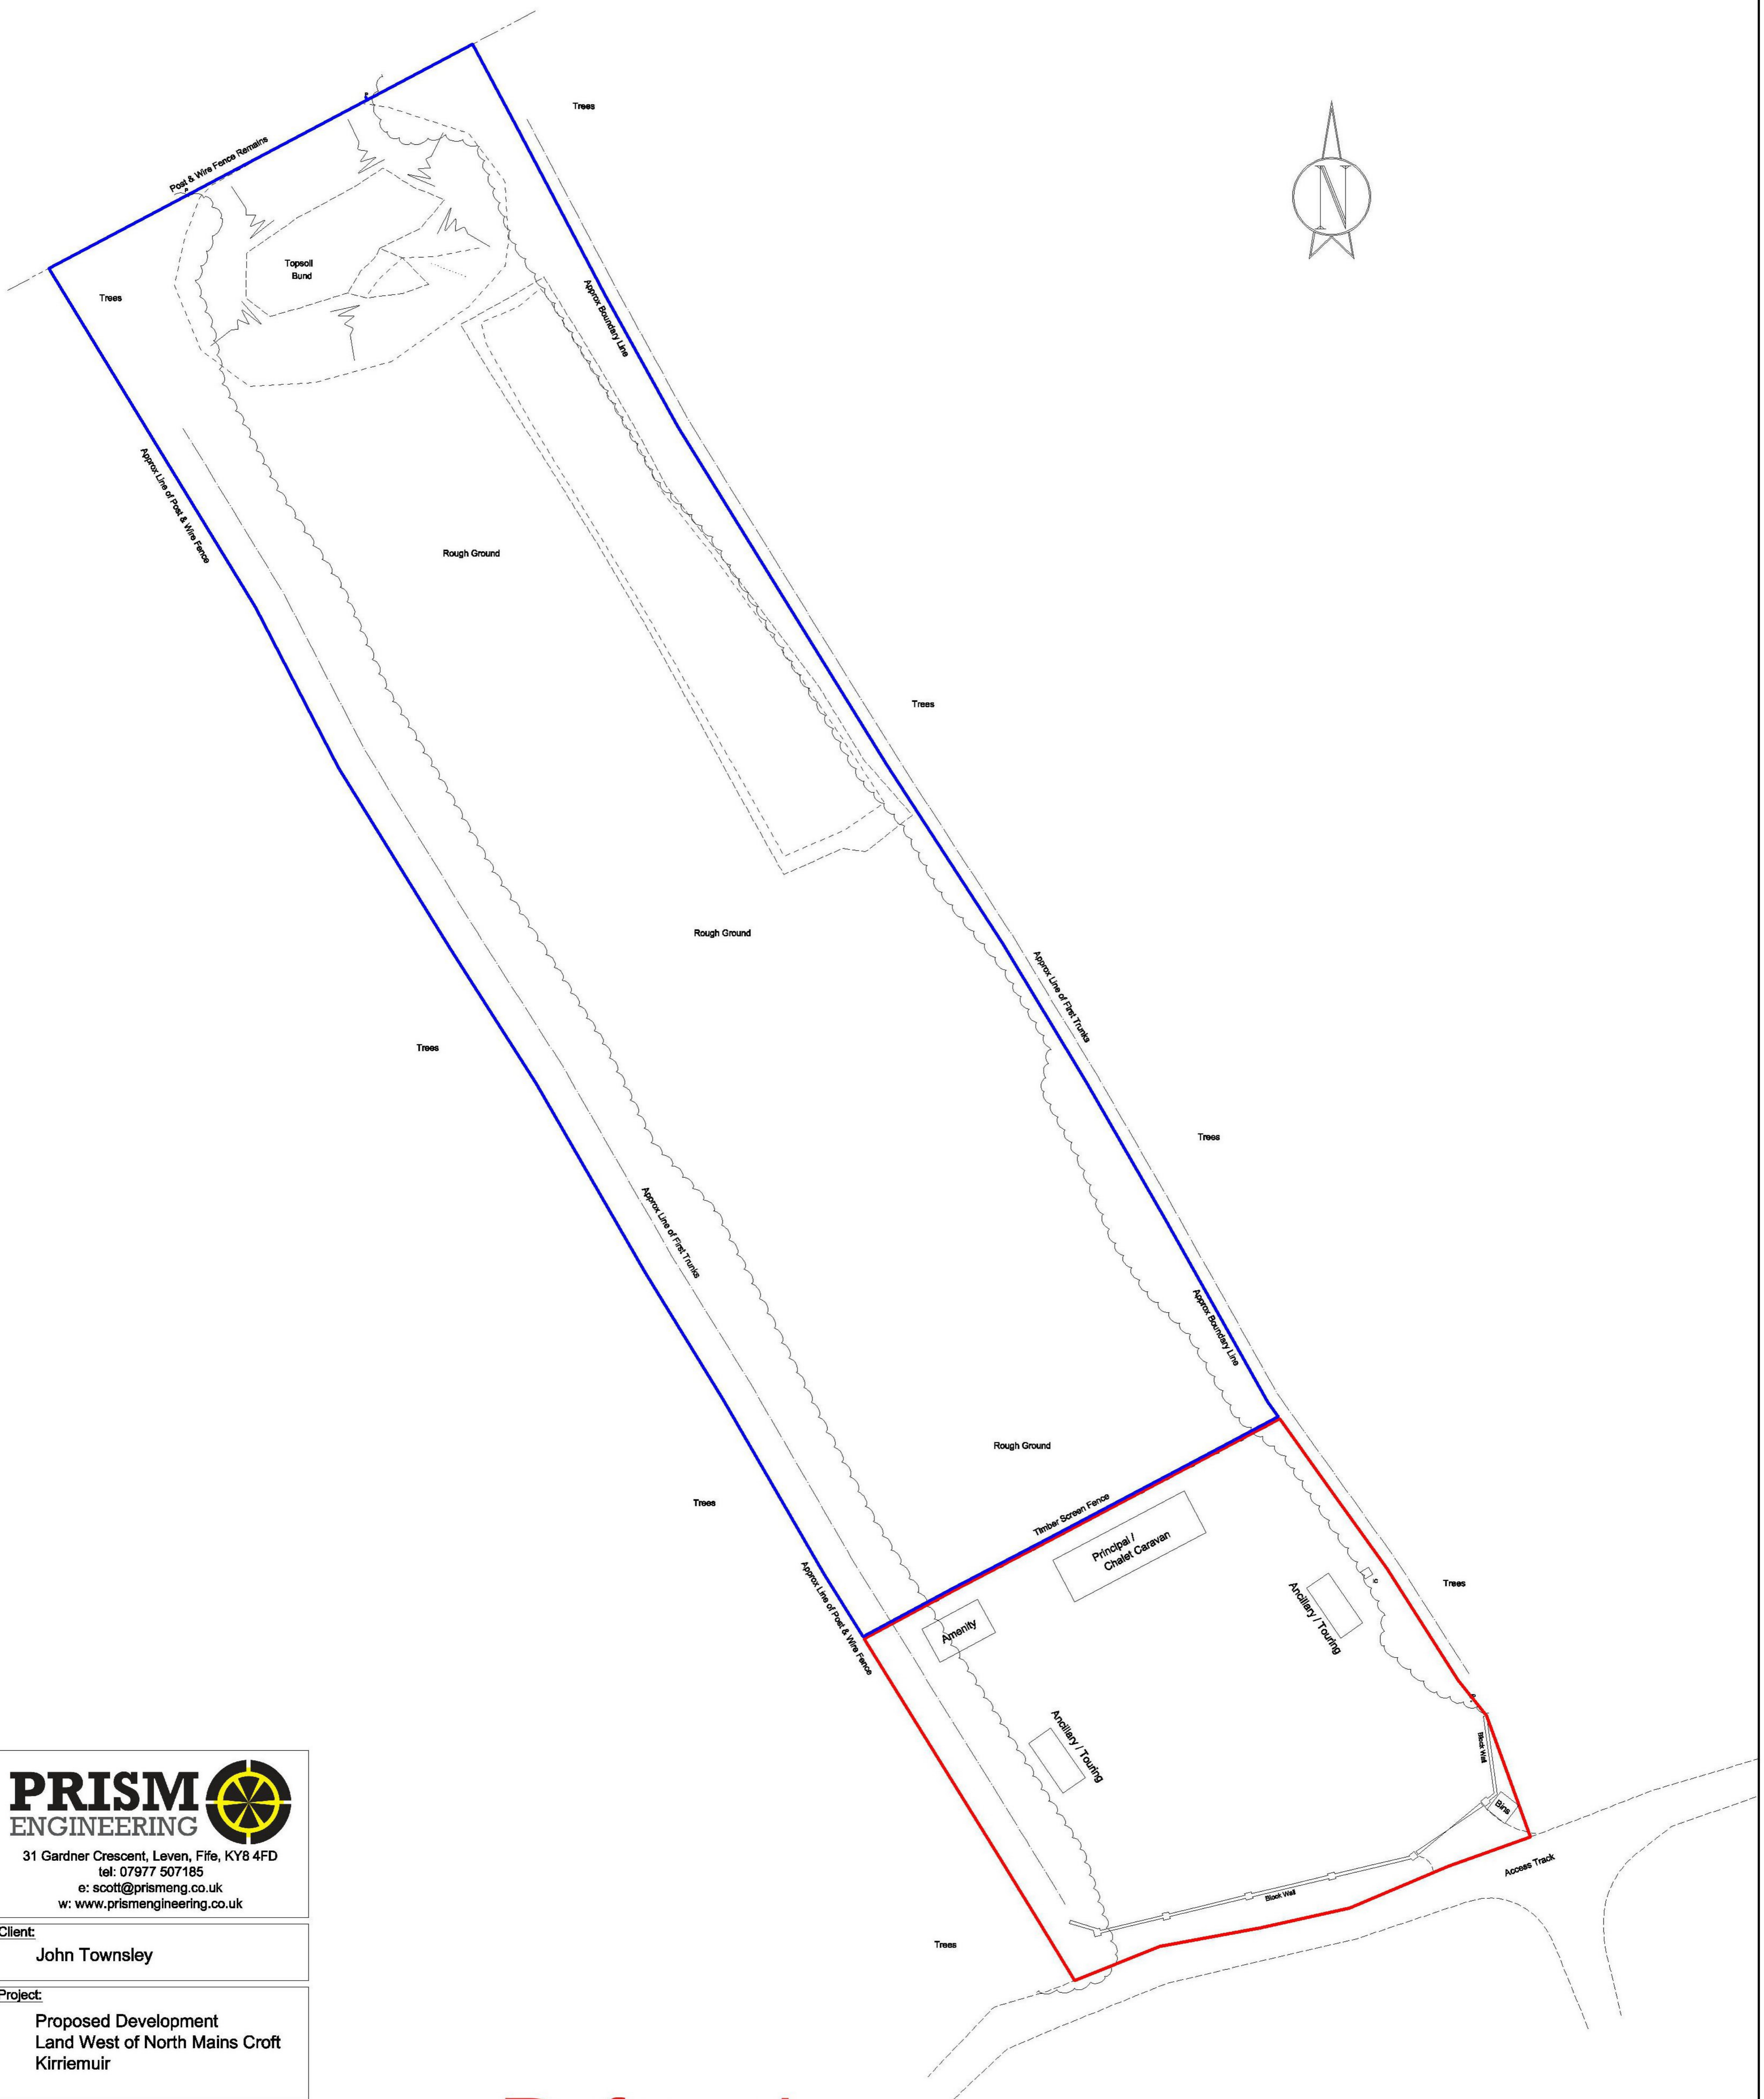 Trees
Post & Wire Fence Remains
N
Topsoil
Bund
Trees
Approx Boundary Line
Approx Line of Post & Wire Fence
Rough Ground
Trees
Rough Ground
Approx Line of First Trunks
Trees
Trees
Approx Line of First Trunks
Approx Boundary Line
Rough Ground
Trees
Timber Screen Fence
Principal /
Chalet Caravan
Approx Line of Post & Wire Fence
Amenity
Ancillary / Touring
Trees
Ancillary / Touring
Block Wall
Bins
Access Track
Block Wall
Trees
PRISM
ENGINEERING
31 Gardner Crescent, Leven, Fife, KY8 4FD
tel: 07977 507185
e: scott@prismeng.co.uk
w: www.prismengineering.co.uk
Client:
John Townsley
Project:
Proposed Development
Land West of North Mains Croft
Kirriemuir